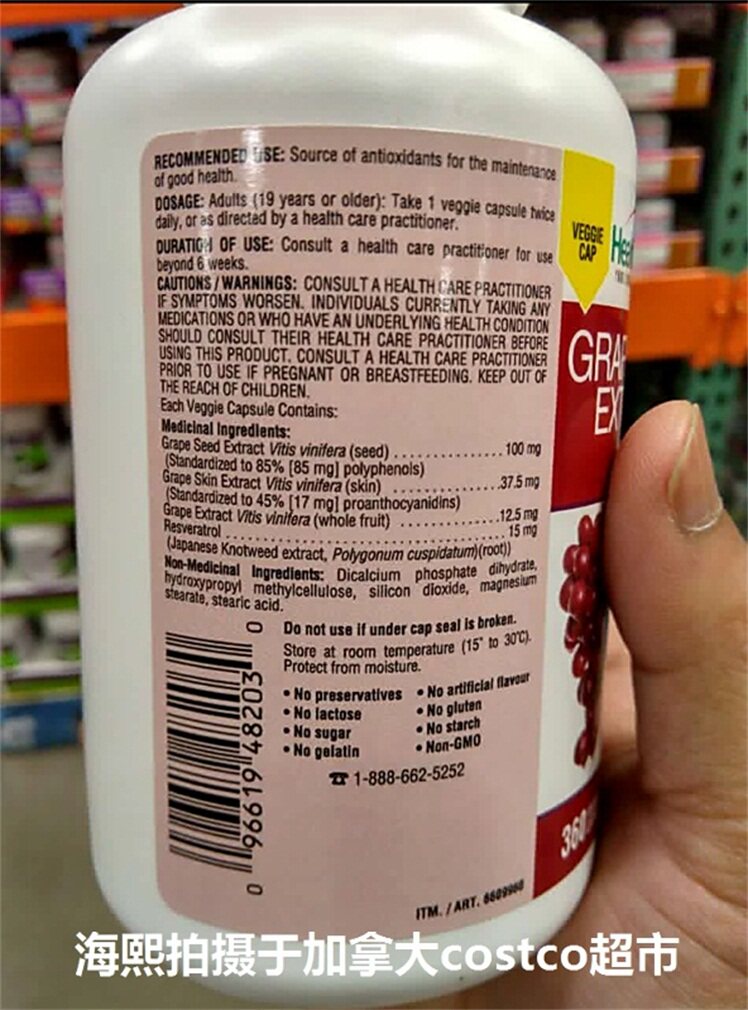 RECOMMENDED USE: Source of antioxidants for the maintenance
of good health.
DOSAGE: Adults (19 years or older): Take 1 veggie capsule twice
daily, or as directed by a health care practitioner.
DURATION OF USE: Consult a health care practitioner for use
beyond 6 weeks.
CAUTIONS / WARNINGS: CONSULT A HEALTH CARE PRACTITIONER
IF SYMPTOMS WORSEN. INDIVIDUALS CURRENTLY TAKING ANY
MEDICATIONS OR WHO HAVE AN UNDERLYING HEALTH CONDITION
SHOULD CONSULT THEIR HEALTH CARE PRACTITIONER BEFORE
USING THIS PRODUCT. CONSULT A HEALTH CARE PRACTITIONER
PRIOR TO USE IF PREGNANT OR BREASTFEEDING. KEEP OUT OF
THE REACH OF CHILDREN.
Each Veggie Capsule Contains:
Medicinal Ingredients:
Grape Seed Extract Vitis vinifera (seed) .................. 100 mg
(Standardized to 85% [85 mg] polyphenols)
Grape Skin Extract Vitis vinifera (skin) ................. 37.5 mg
(Standardized to 45% [17 mg] proanthocyanidins)
Grape Extract Vitis vinifera (whole fruit) ................ 12.5 mg
Resveratrol ............................................. 15 mg
(Japanese Knotweed extract, Polygonum cuspidatum)(root))
Non-Medicinal Ingredients: Dicalcium phosphate dihydrate,
hydroxypropyl methylcellulose, silicon dioxide, magnesium
stearate, stearic acid.
Do not use if under cap seal is broken.
Store at room temperature (15° to 30°C).
Protect from moisture.
• No preservatives • No artificial flavour
• No lactose • No gluten
• No sugar • No starch
• No gelatin • Non-GMO
☎ 1-888-662-5252
0 96619 48203 0
ITM. / ART. 6609960
VEGGIE
CAP
Hea
GRA
EX
360
海熙拍摄于加拿大costco超市